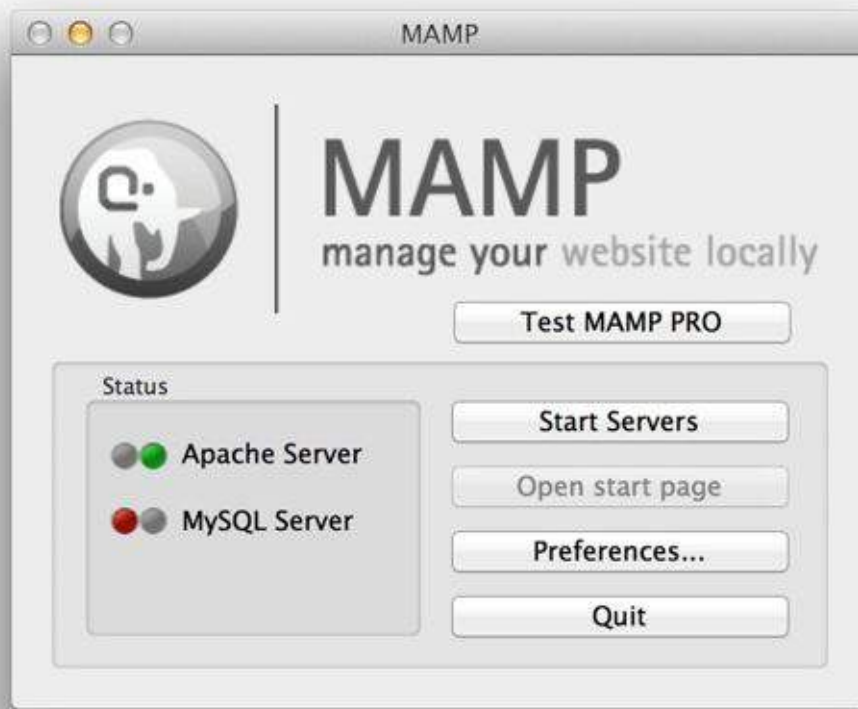 MAMP
MAMP
manage your website locally
Test MAMP PRO
Status
Apache Server
MySQL Server
Start Servers
Open start page
Preferences...
Quit